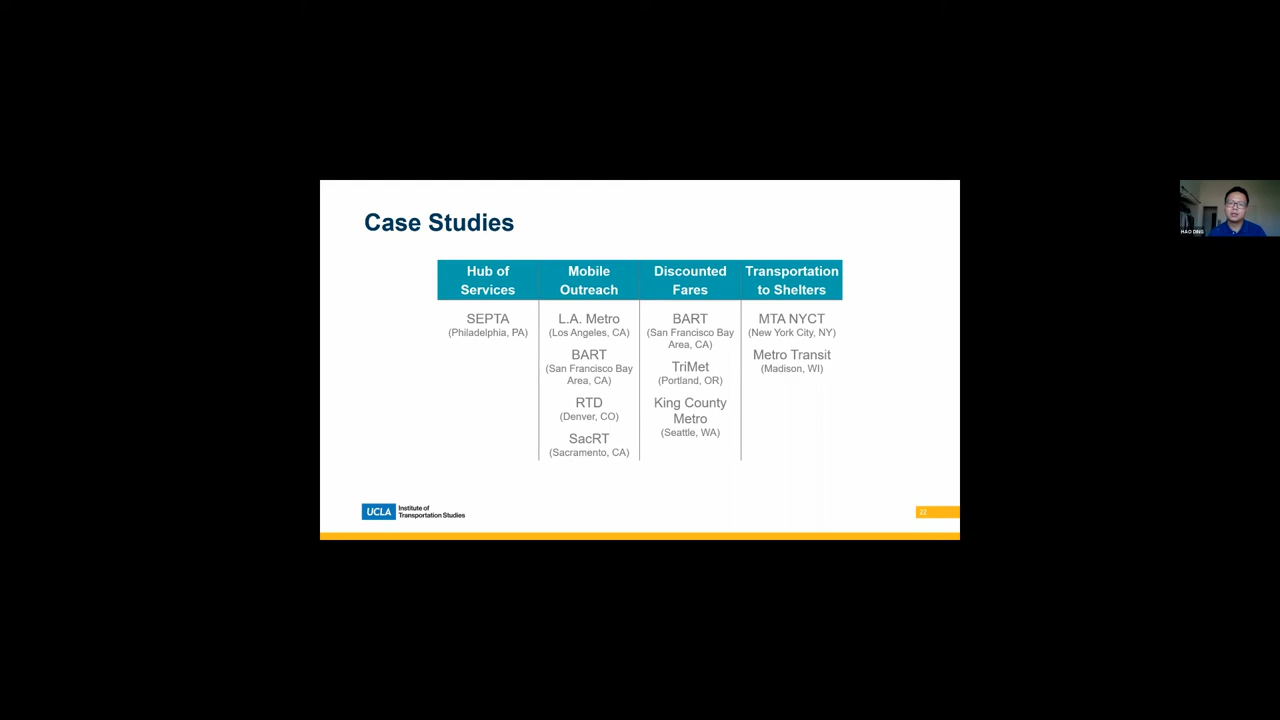 Case Studies
Hub of
Services
Mobile
Outreach
Discounted
Fares
Transportation
to Shelters
SEPTA
(Philadelphia, PA)
L.A. Metro
(Los Angeles, CA)
BART
(San Francisco Bay
Area, CA)
RTD
(Denver, CO)
SacRT
(Sacramento, CA)
BART
(San Francisco Bay
Area, CA)
TriMet
(Portland, OR)
King County
Metro
(Seattle, WA)
MTA NYCT
(New York City, NY)
Metro Transit
(Madison, WI)
UCLA
Institute of
Transportation Studies
22
HAO DING